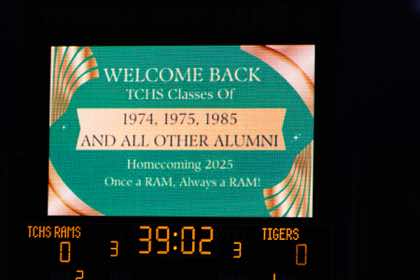 WELCOME BACK
TCHS Classes Of
1974, 1975, 1985
AND ALL OTHER ALUMNI
Homecoming 2025
Once a RAM, Always a RAM!
TCHS RAMS 39:02 TIGERS
0 3 3 0